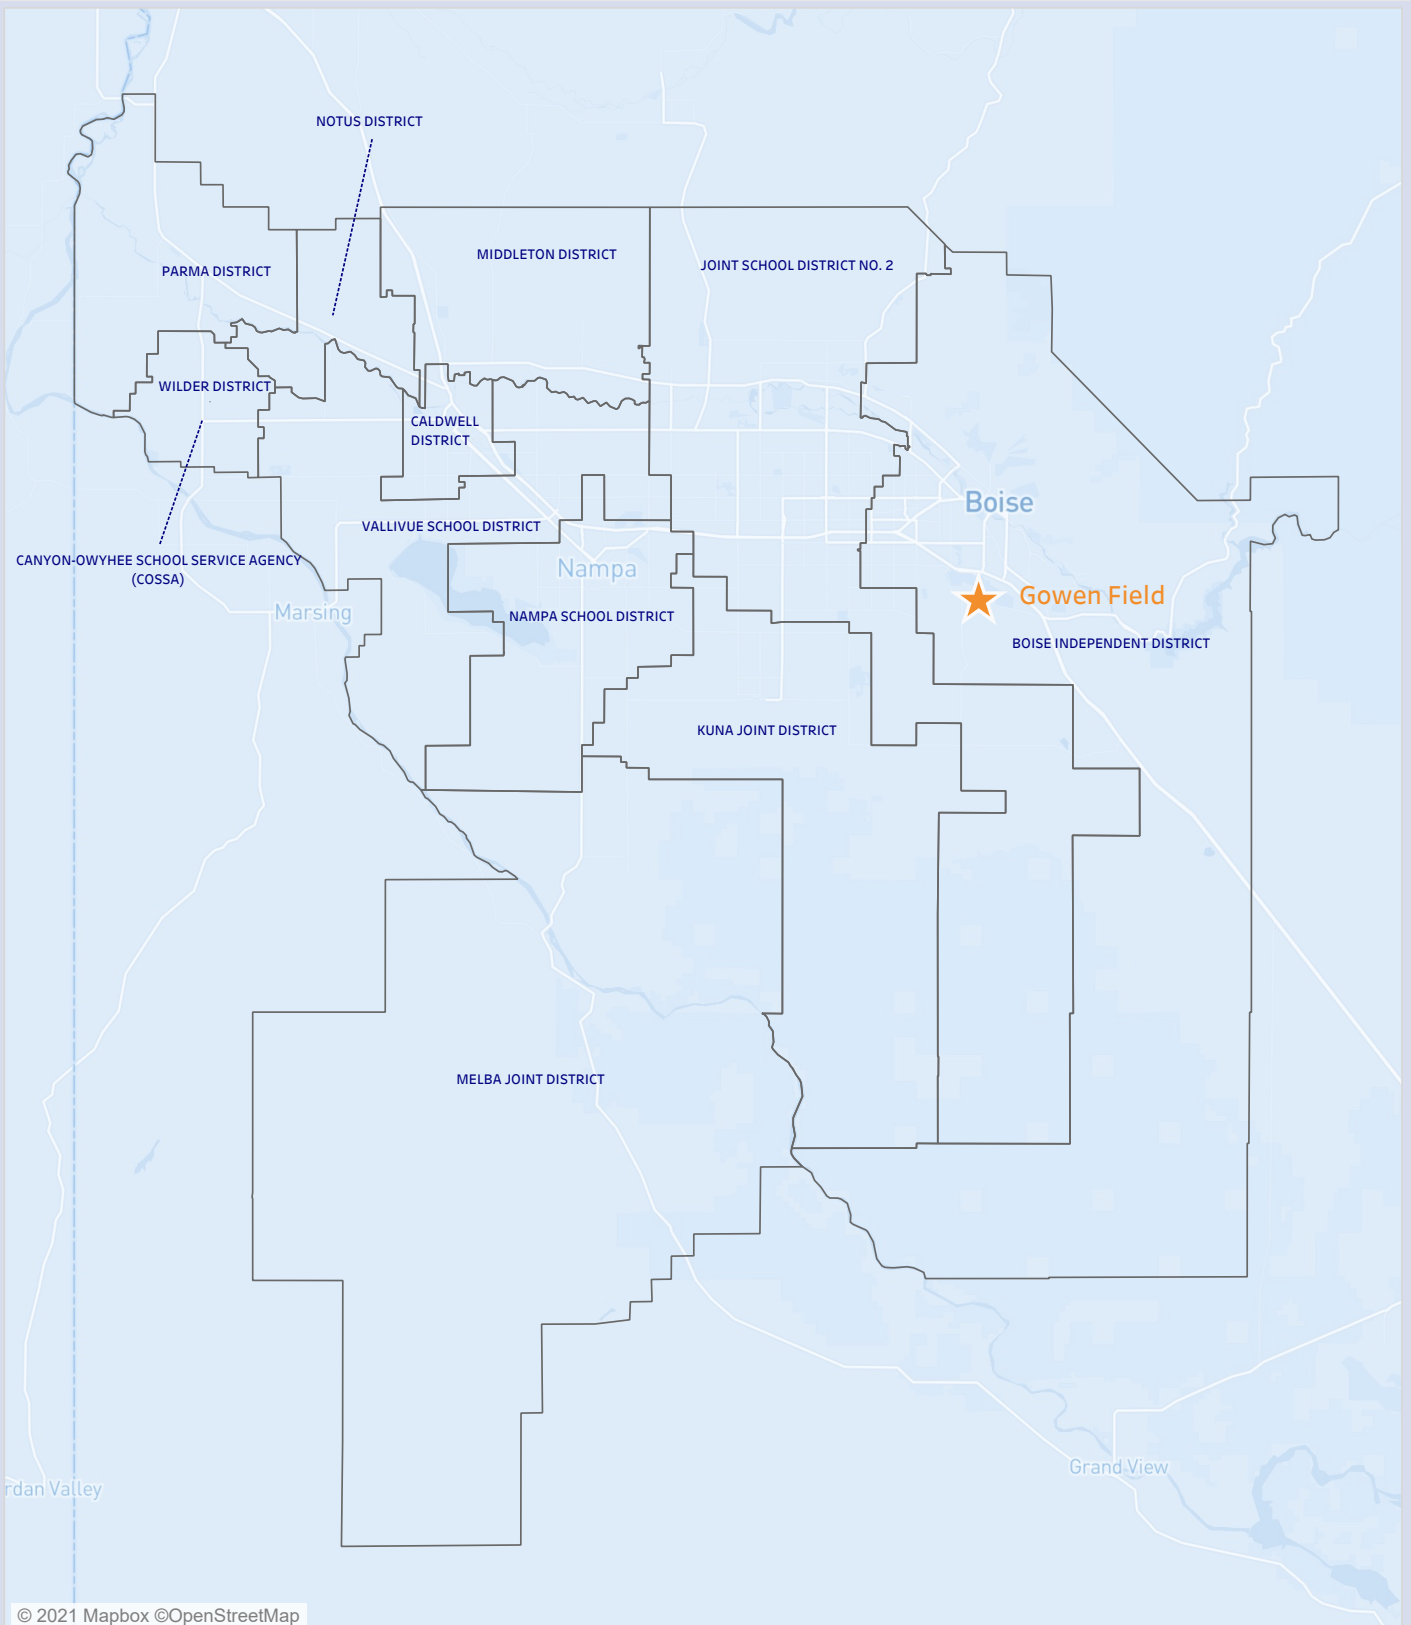 NOTUS DISTRICT
MIDDLETON DISTRICT
JOINT SCHOOL DISTRICT NO. 2
PARMA DISTRICT
WILDER DISTRICT
CALDWELL
DISTRICT
Boise
VALLIVUE SCHOOL DISTRICT
CANYON-OWYHEE SCHOOL SERVICE AGENCY
(COSSA)
Nampa
Gowen Field
Marsing
NAMPA SCHOOL DISTRICT
BOISE INDEPENDENT DISTRICT
KUNA JOINT DISTRICT
MELBA JOINT DISTRICT
Grand View
rdan Valley
© 2021 Mapbox ©OpenStreetMap